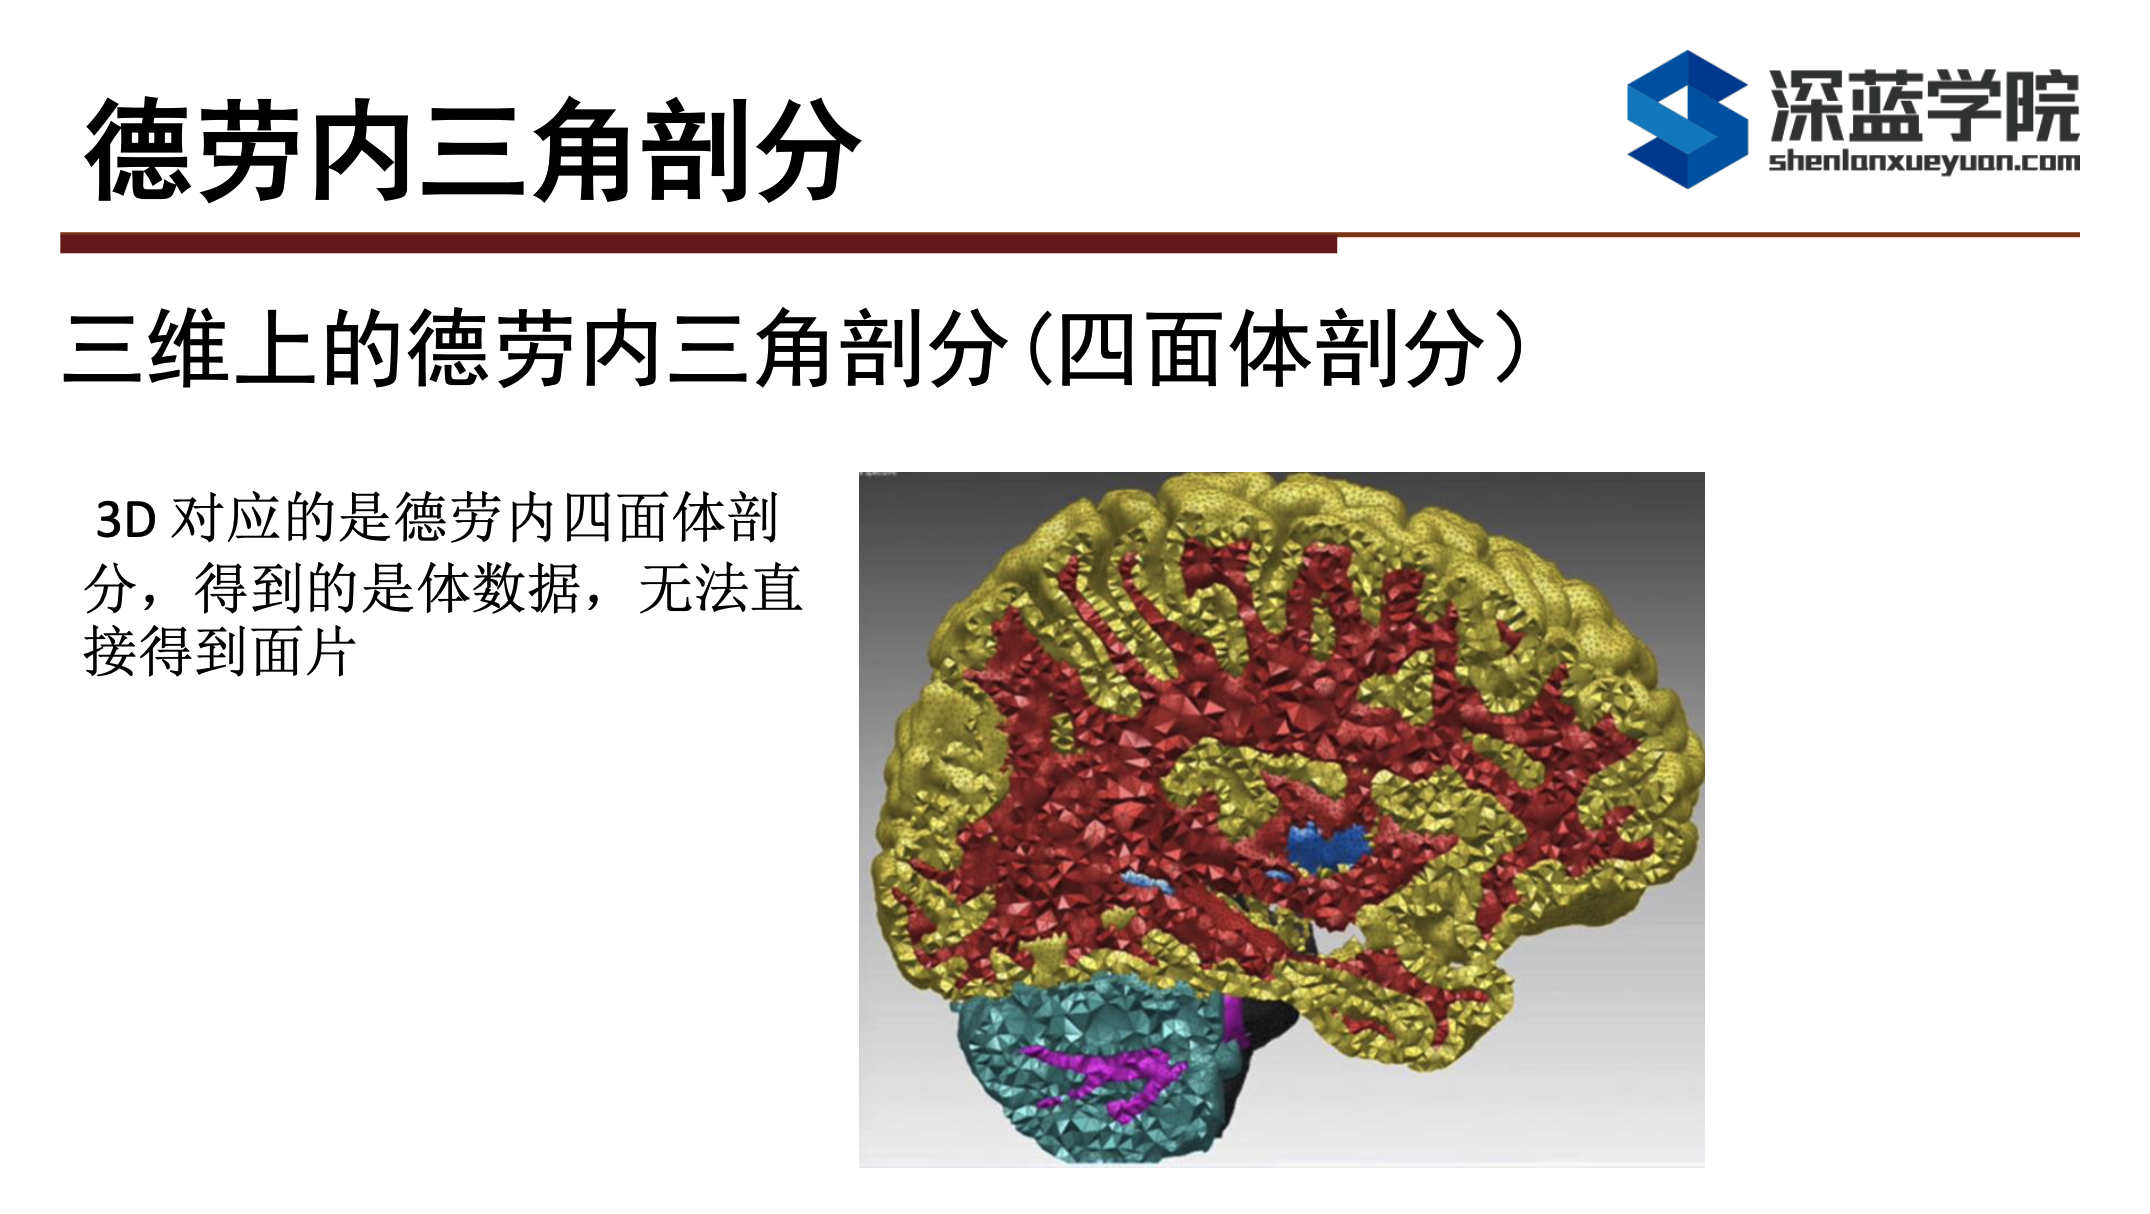 德劳内三角剖分
深蓝学院
shenlanxueyuan.com
三维上的德劳内三角剖分(四面体剖分）
3D 对应的是德劳内四面体剖
分，得到的是体数据，无法直
接得到面片